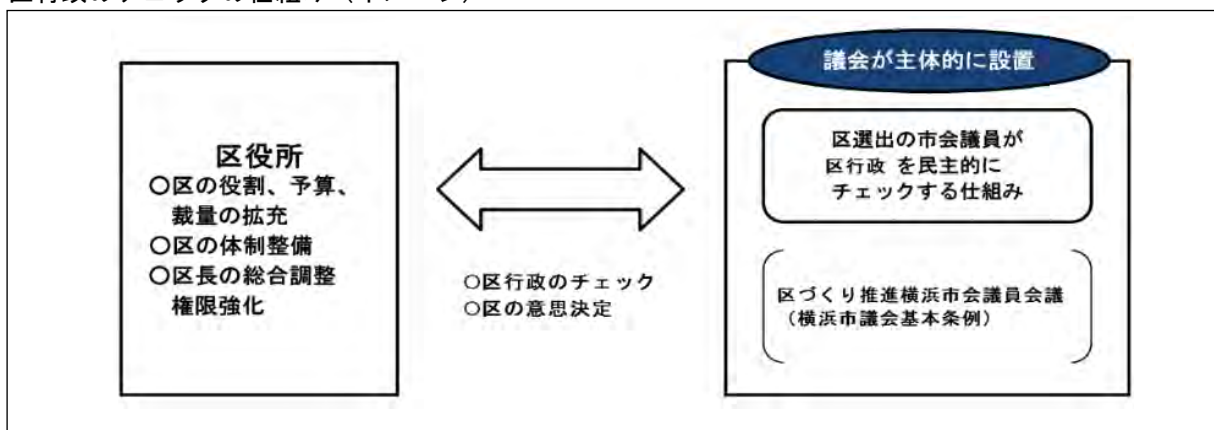 区役所
○区の役割、予算、
裁量の拡充
○区の体制整備
○区長の総合調整
権限強化
○区行政のチェック
○区の意思決定
議会が主体的に設置
区選出の市会議員が
区行政 を民主的に
チェックする仕組み
区づくり推進横浜市会議員会議
（横浜市議会基本条例）